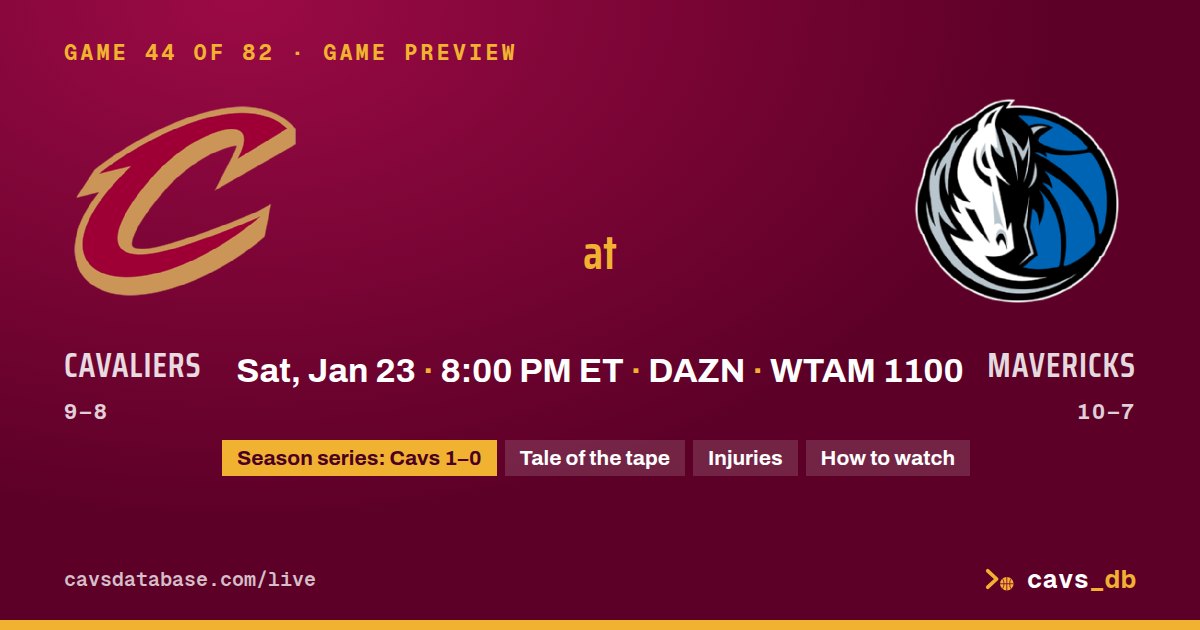 GAME 44 OF 82 · GAME PREVIEW
at
CAVALIERS
Sat, Jan 23 · 8:00 PM ET · DAZN · WTAM 1100
MAVERICKS
9–8
10–7
Season series: Cavs 1–0
Tale of the tape
Injuries
How to watch
cavsdatabase.com/live
cavs_db